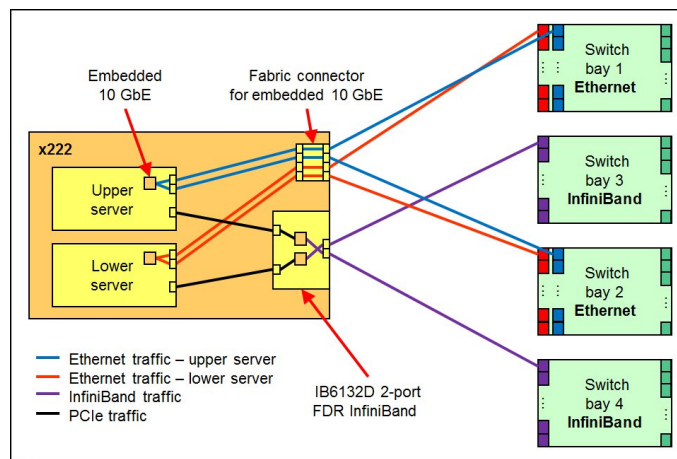 Embedded
10 GbE
Fabric connector
for embedded 10 GbE
Switch
bay 1
Ethernet
x222
Upper
server
Switch
bay 3
InfiniBand
Lower
server
Switch
bay 2
Ethernet
Ethernet traffic – upper server
Ethernet traffic – lower server
InfiniBand traffic
PCIe traffic
IB6132D 2-port
FDR InfiniBand
Switch
bay 4
InfiniBand